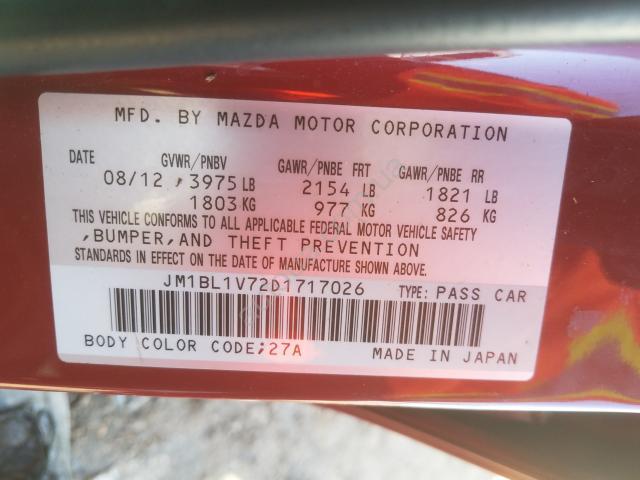 MFD. BY MAZDA MOTOR CORPORATION
DATE GVWR/PNBV GAWR/PNBE FRT GAWR/PNBE RR
08/12 , 3975 LB 2154 LB 1821 LB
1803 KG 977 KG 826 KG
THIS VEHICLE CONFORMS TO ALL APPLICABLE FEDERAL MOTOR VEHICLE SAFETY
,BUMPER,AND THEFT PREVENTION
STANDARDS IN EFFECT ON THE DATE OF MANUFACTURE SHOWN ABOVE.
JM1BL1V72D1717026 TYPE: PASS CAR
BODY COLOR CODE;27A MADE IN JAPAN